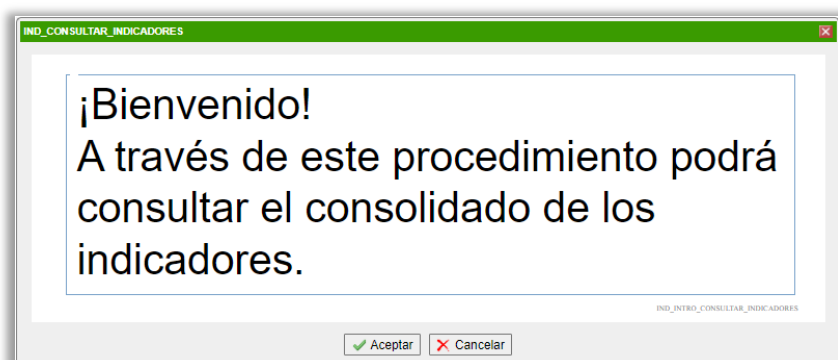 IND_CONSULTAR_INDICADORES
¡Bienvenido!
A través de este procedimiento podrá
consultar el consolidado de los
indicadores.
IND_INTRO_CONSULTAR_INDICADORES
Aceptar Cancelar